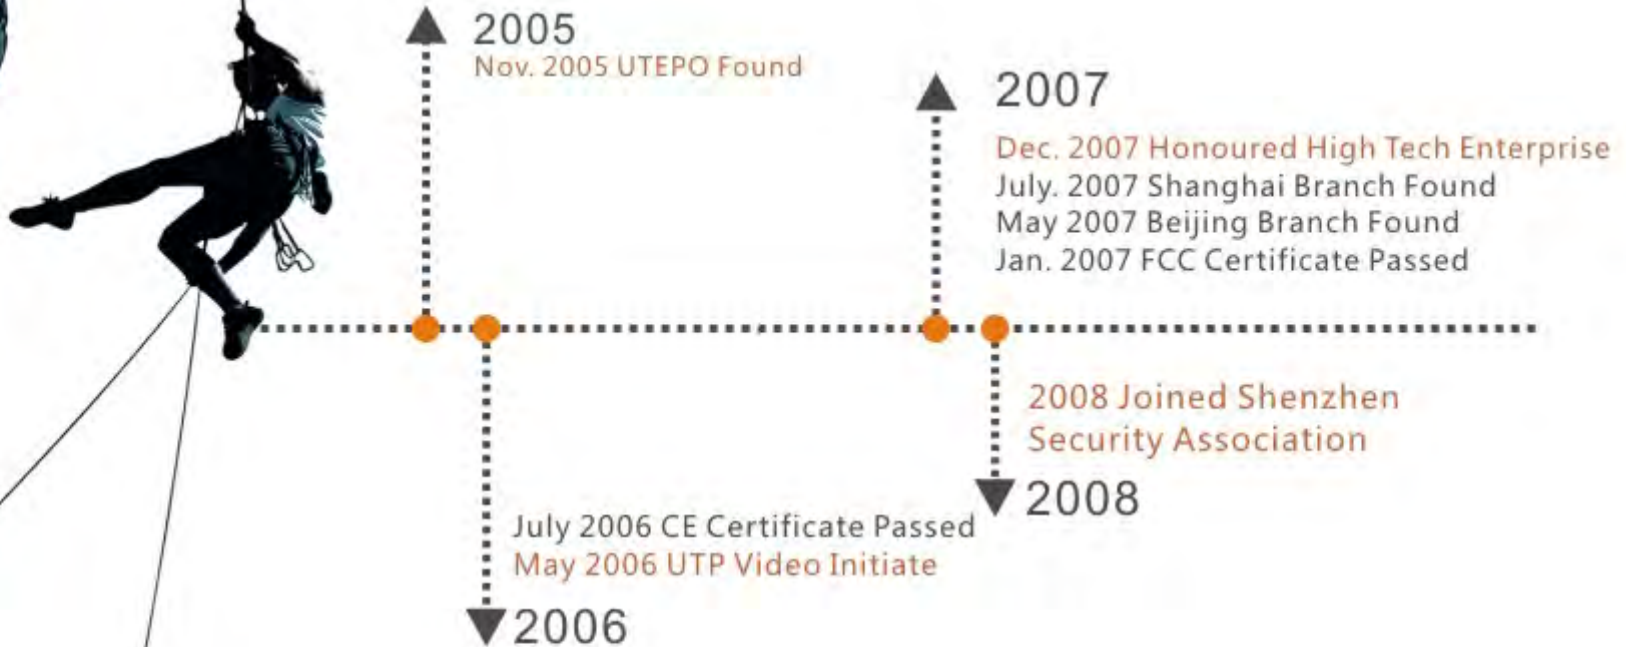 2005
Nov. 2005 UTEPO Found
2007
Dec. 2007 Honoured High Tech Enterprise
July. 2007 Shanghai Branch Found
May 2007 Beijing Branch Found
Jan. 2007 FCC Certificate Passed
2008 Joined Shenzhen
Security Association
2008
July 2006 CE Certificate Passed
May 2006 UTP Video Initiate
2006